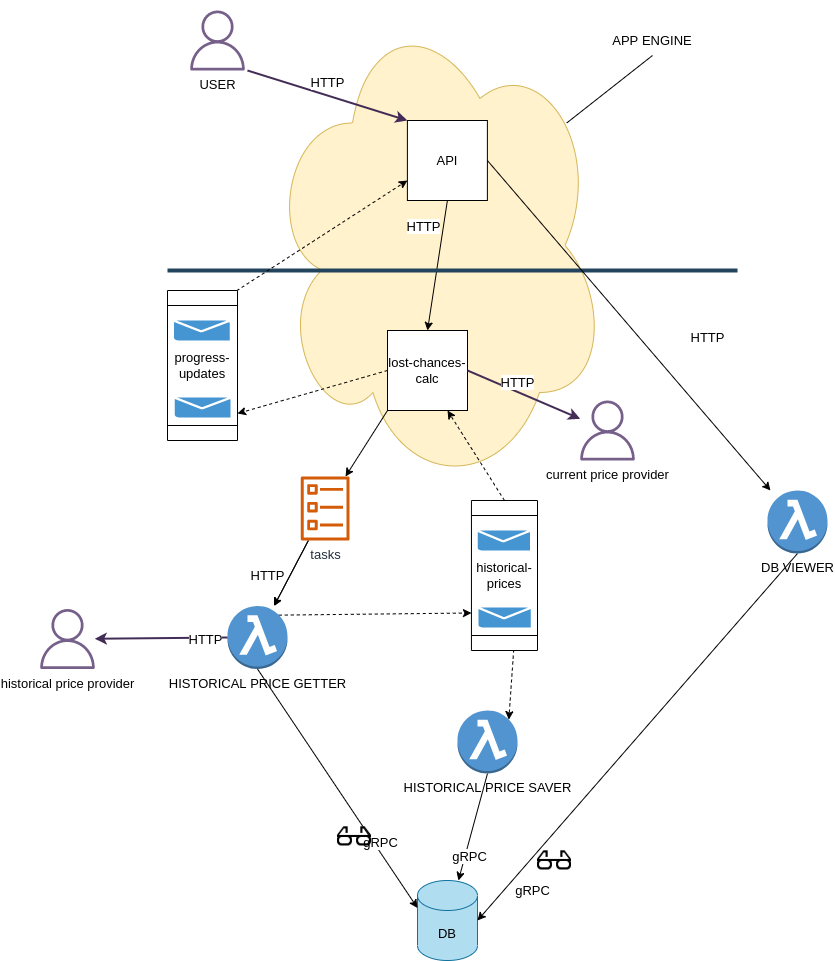 APP ENGINE
USER
HTTP
API
HTTP
HTTP
progress-
updates
lost-chances-
calc
HTTP
current price provider
tasks
historical-
prices
DB VIEWER
HTTP
HTTP
historical price provider
HISTORICAL PRICE GETTER
HISTORICAL PRICE SAVER
gRPC
gRPC
gRPC
DB